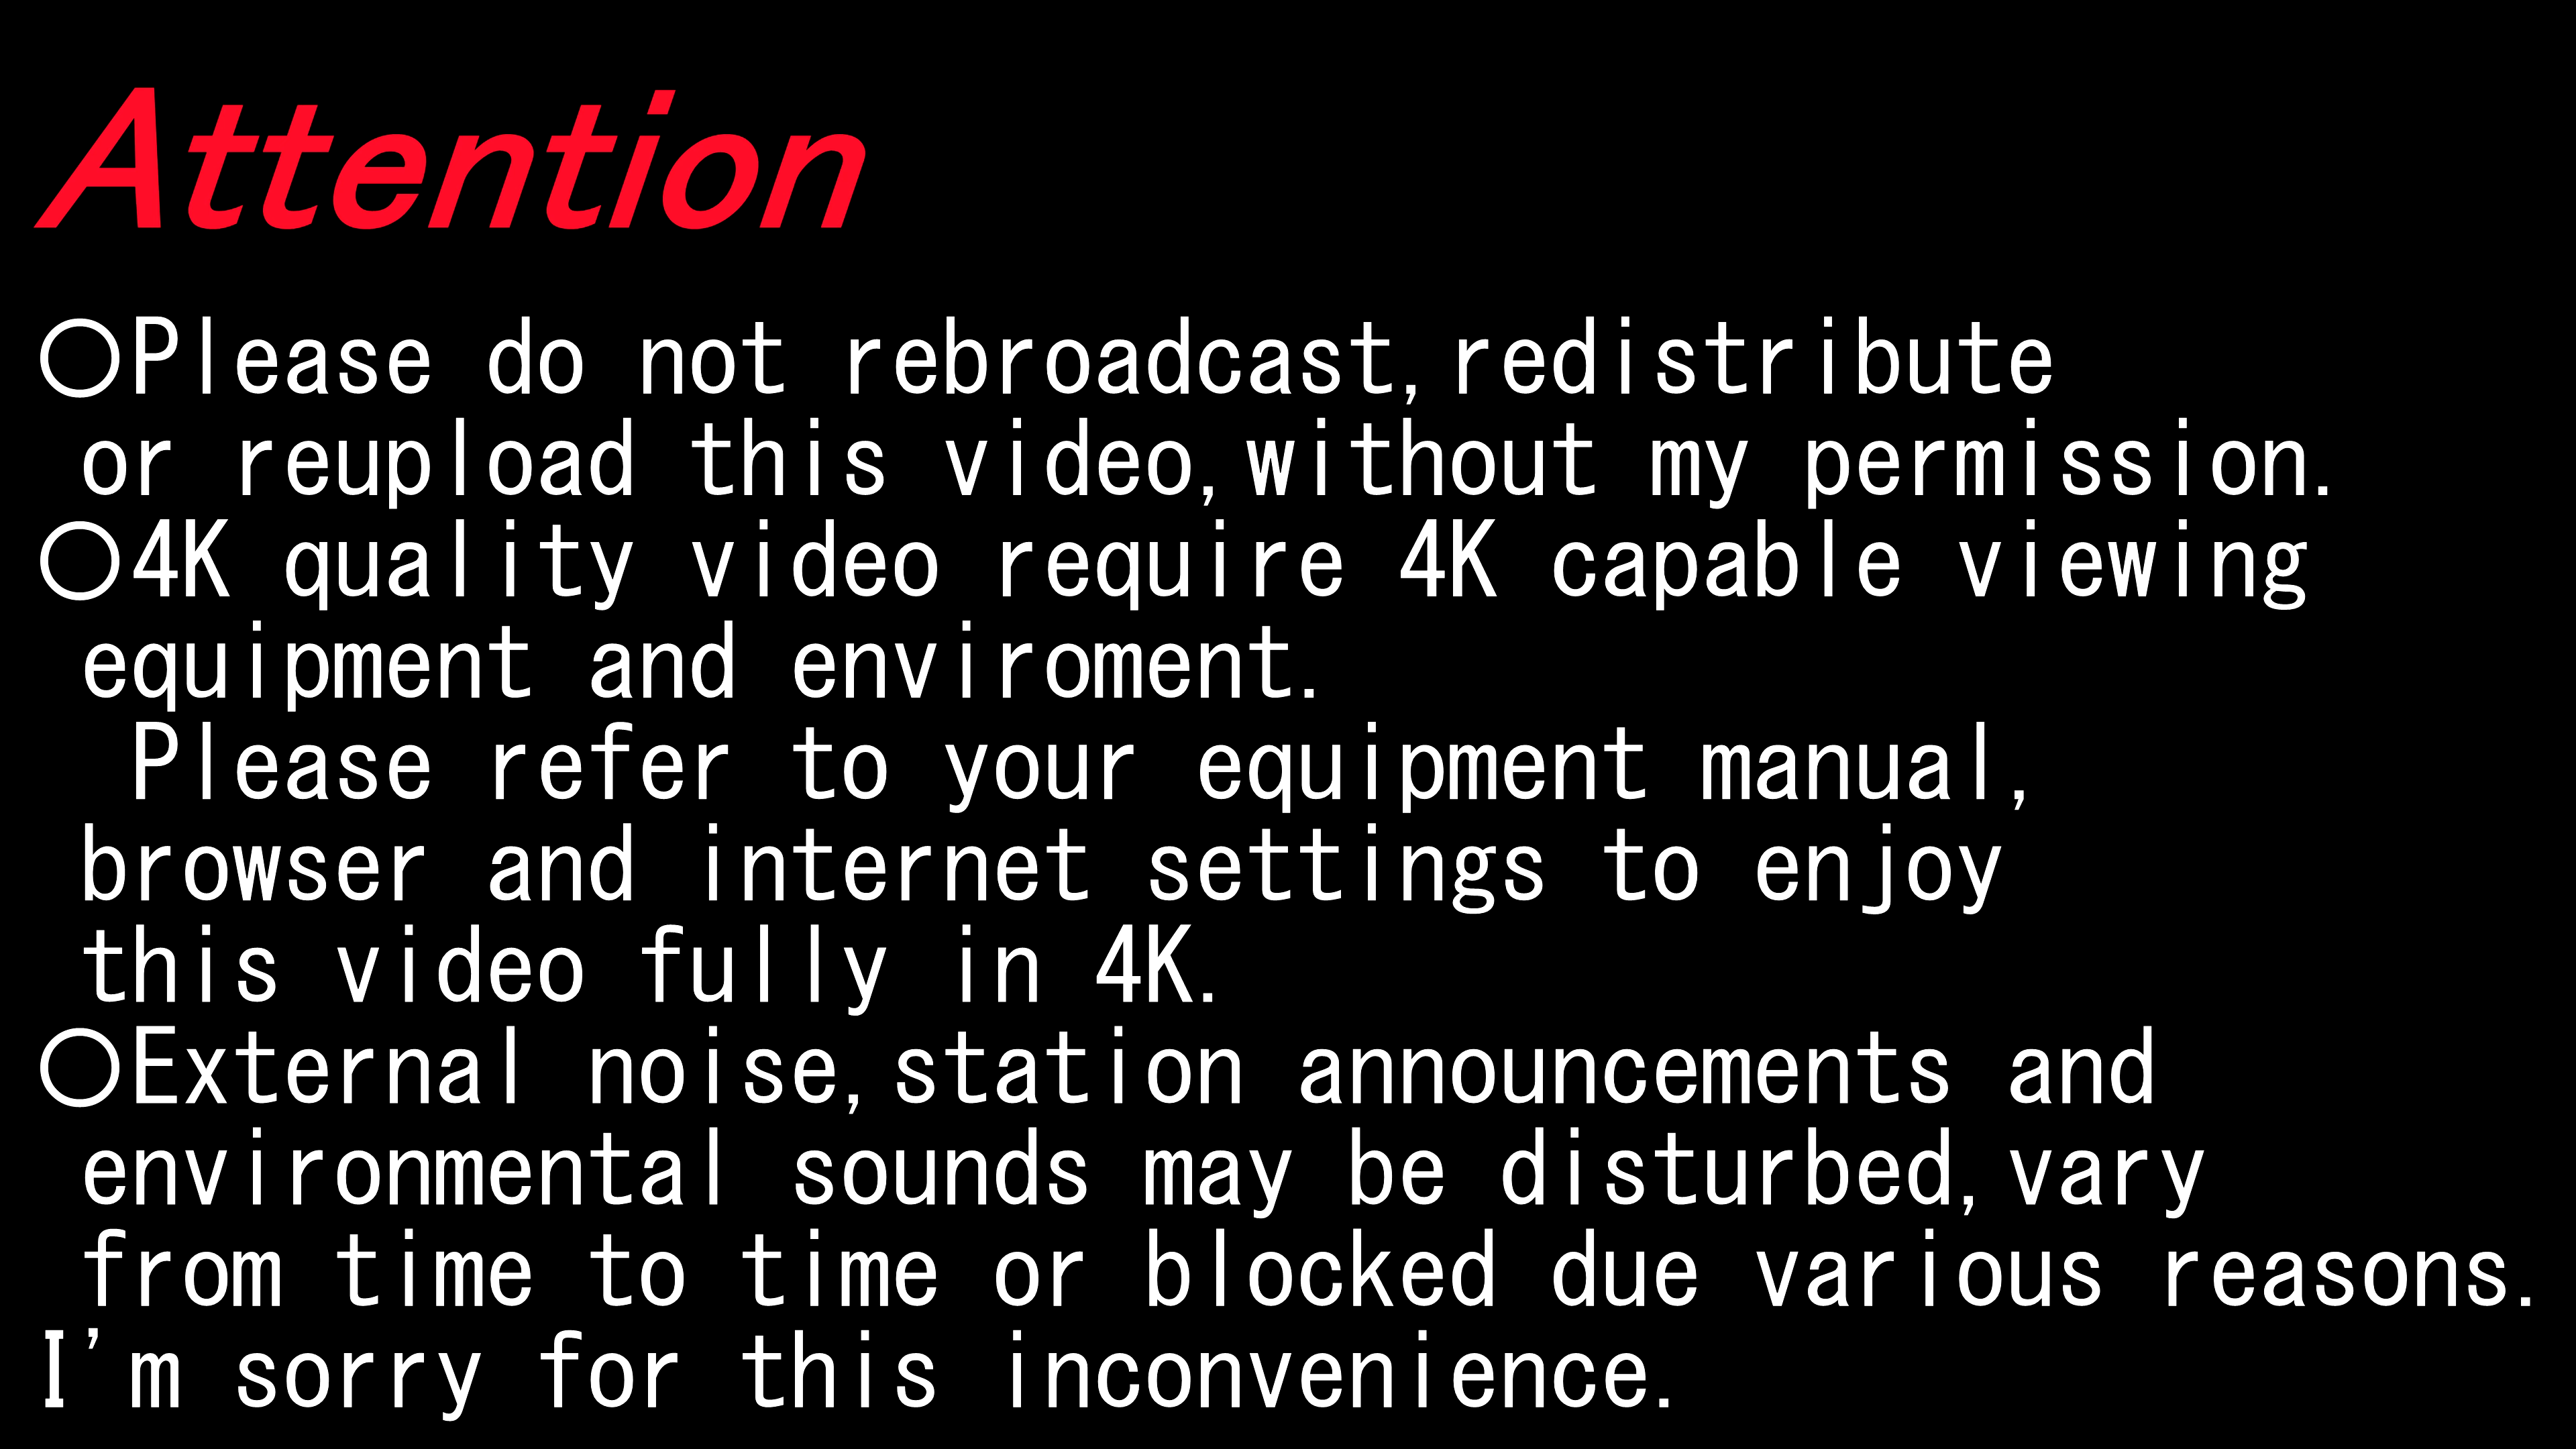 Attention
○Please do not rebroadcast,redistribute
or reupload this video,without my permission.
○4K quality video require 4K capable viewing
equipment and enviroment.
Please refer to your equipment manual,
browser and internet settings to enjoy
this video fully in 4K.
○External noise,station announcements and
environmental sounds may be disturbed,vary
from time to time or blocked due various reasons.
I'm sorry for this inconvenience.